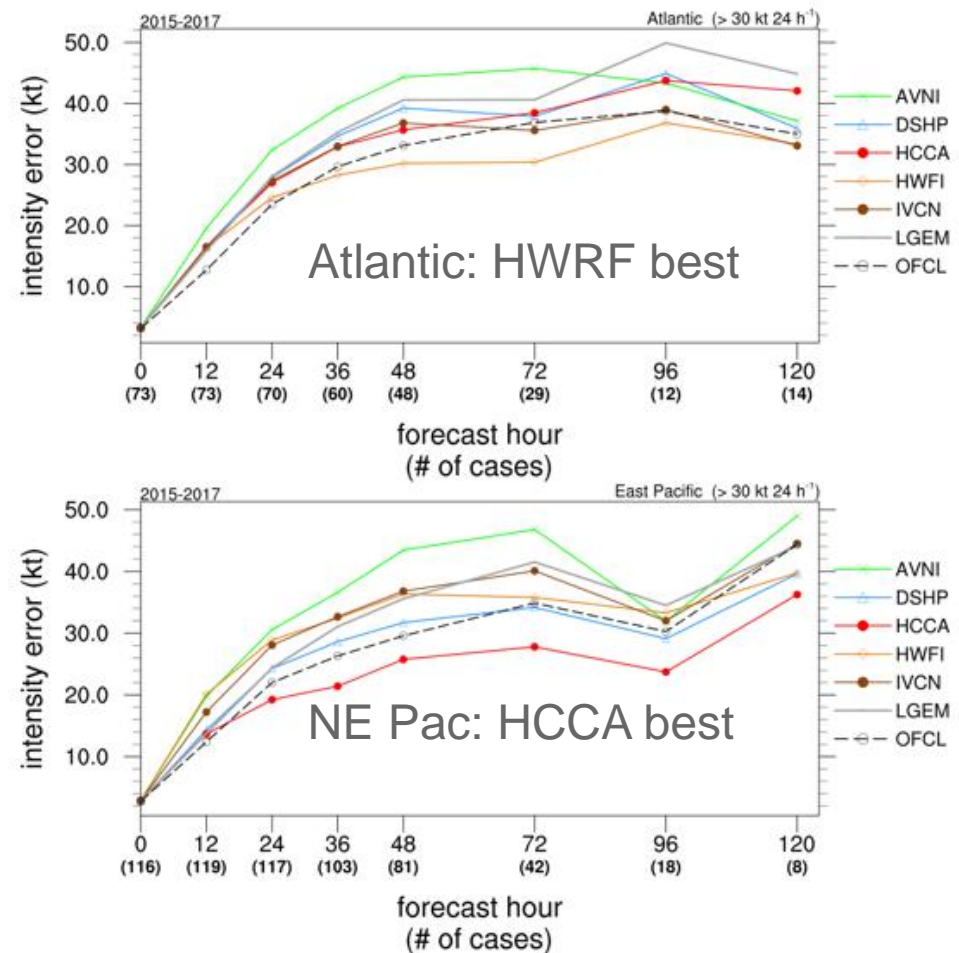 2015-2017 Atlantic (> 30 kt 24 h⁻¹)
50.0
40.0
30.0
20.0
10.0
intensity error (kt)
Atlantic: HWRF best
AVNI
DSHP
HCCA
HWFI
IVCN
LGEM
OFCL
0 12 24 36 48 72 96 120
(73) (73) (70) (60) (48) (29) (12) (14)
forecast hour
(# of cases)
2015-2017 East Pacific (> 30 kt 24 h⁻¹)
50.0
40.0
30.0
20.0
10.0
intensity error (kt)
NE Pac: HCCA best
AVNI
DSHP
HCCA
HWFI
IVCN
LGEM
OFCL
0 12 24 36 48 72 96 120
(116) (119) (117) (103) (81) (42) (18) (8)
forecast hour
(# of cases)